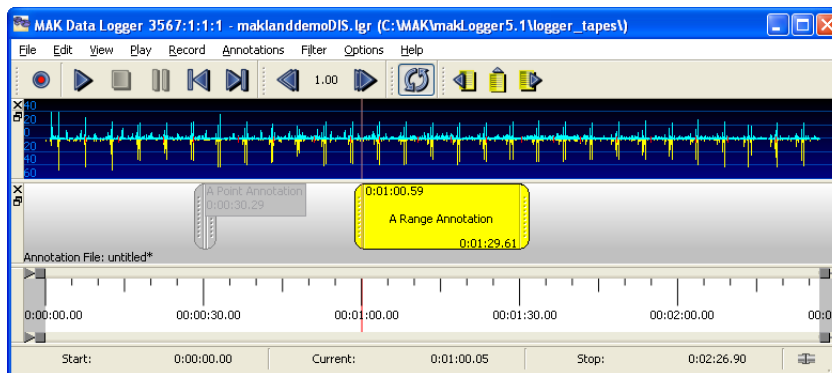 MAK Data Logger 3567:1:1:1 - maklanddemoDIS.lgr (C:\MAK\makLogger5.1\logger_tapes\)
File Edit View Play Record Annotations Filter Options Help
1.00
40
20
0
20
40
60
A Point Annotation
0:00:30.29
0:01:00.59
A Range Annotation
0:01:29.61
Annotation File: untitled*
0:00:00.00 00:00:30.00 00:01:00.00 00:01:30.00 00:02:00.00 00:0
Start: 0:00:00.00 Current: 0:01:00.05 Stop: 0:02:26.90